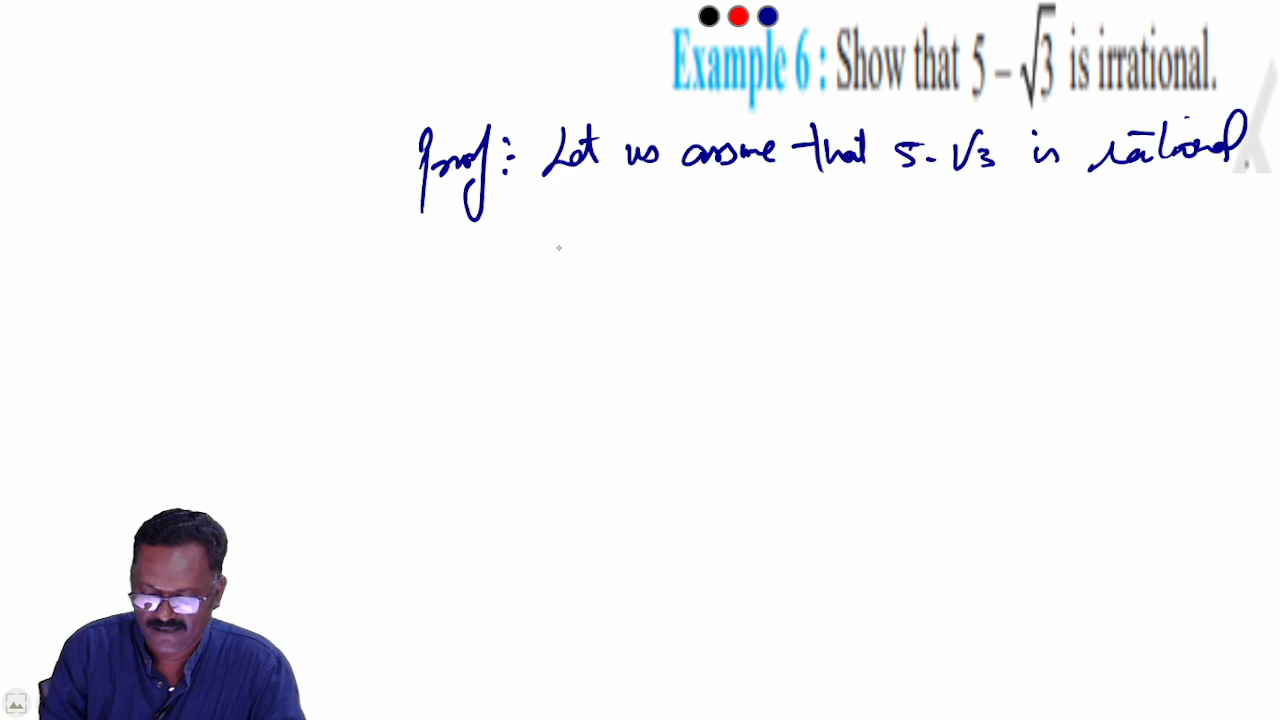 Example 6 : Show that 5 – √3 is irrational.
Proof: Let us assume that 5 - √3 is rational.